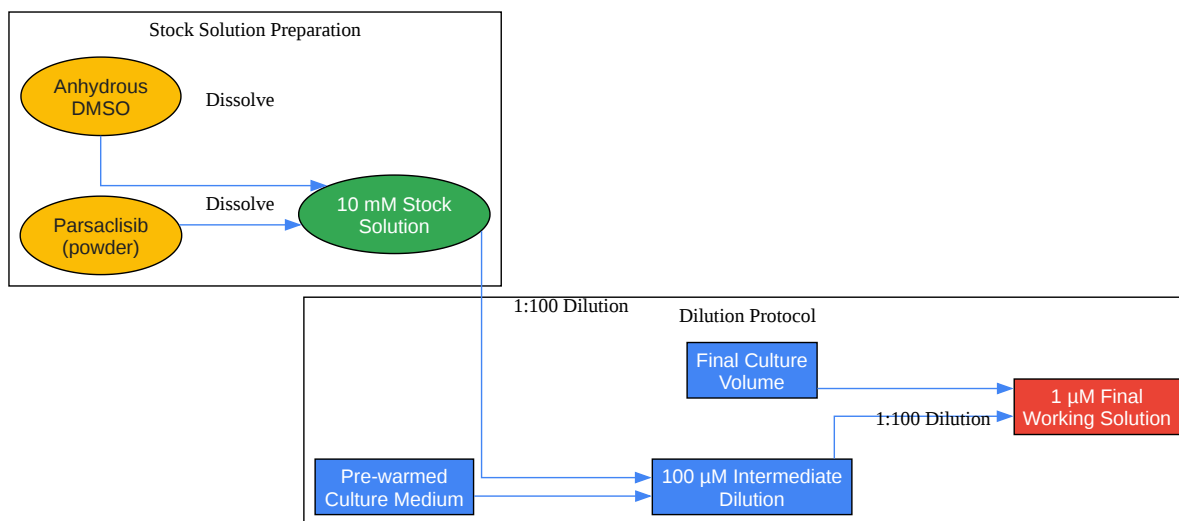 Stock Solution Preparation
Anhydrous
DMSO
Dissolve
Parsaclisib
(powder)
Dissolve
10 mM Stock
Solution
1:100 Dilution
Dilution Protocol
Final Culture
Volume
1 µM Final
Working Solution
1:100 Dilution
Pre-warmed
Culture Medium
100 µM Intermediate
Dilution